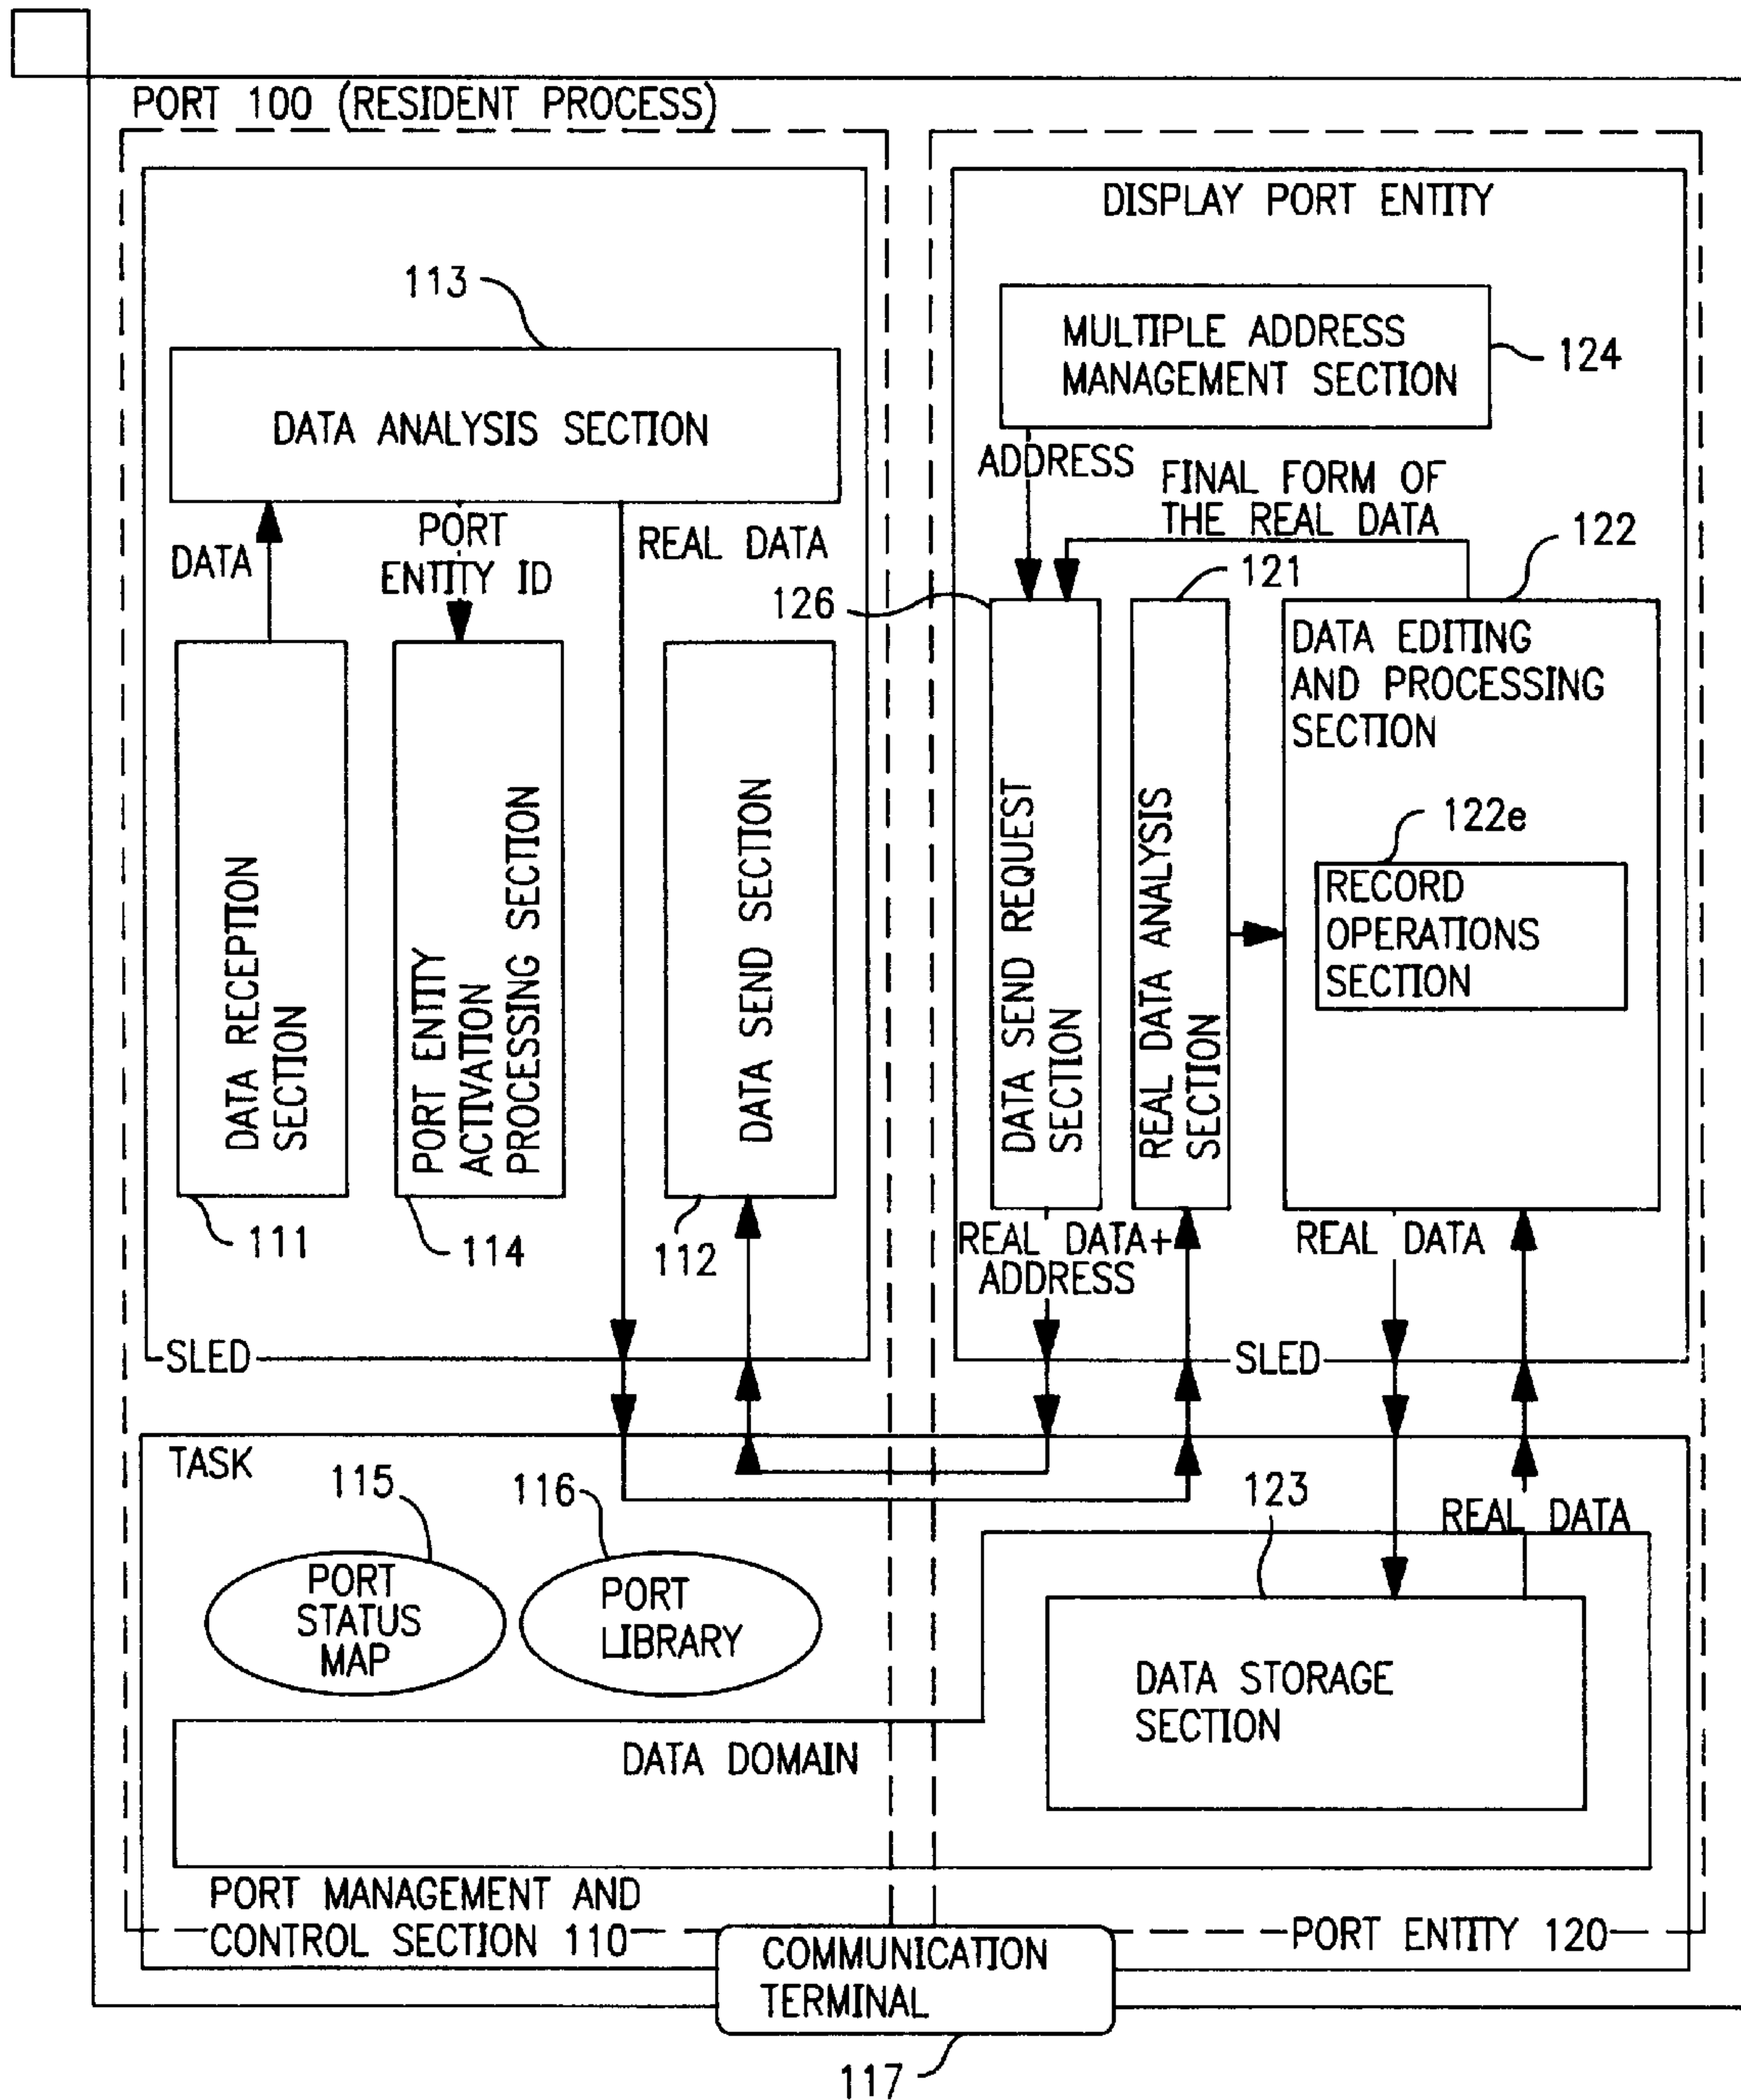 PORT 100 (RESIDENT PROCESS)
113
DATA ANALYSIS SECTION
DATA
PORT
ENTITY ID
REAL DATA
DATA RECEPTION
SECTION
PORT ENTITY
ACTIVATION
PROCESSING SECTION
DATA SEND SECTION
111
114
112
SLED
DISPLAY PORT ENTITY
MULTIPLE ADDRESS
MANAGEMENT SECTION
124
ADDRESS
FINAL FORM OF
THE REAL DATA
122
121
126
DATA SEND REQUEST
SECTION
REAL DATA ANALYSIS
SECTION
DATA EDITING
AND PROCESSING
SECTION
122e
RECORD
OPERATIONS
SECTION
REAL DATA+
ADDRESS
REAL DATA
SLED
TASK
115
116
PORT
STATUS
MAP
PORT
LIBRARY
123
REAL DATA
DATA STORAGE
SECTION
DATA DOMAIN
PORT MANAGEMENT AND
CONTROL SECTION 110
PORT ENTITY 120
COMMUNICATION
TERMINAL
117